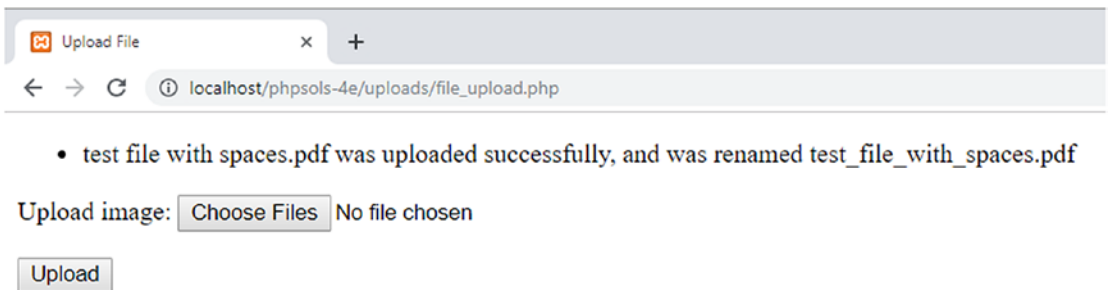 Upload File
localhost/phpsols-4e/uploads/file_upload.php
• test file with spaces.pdf was uploaded successfully, and was renamed test_file_with_spaces.pdf
Upload image: Choose Files No file chosen
Upload